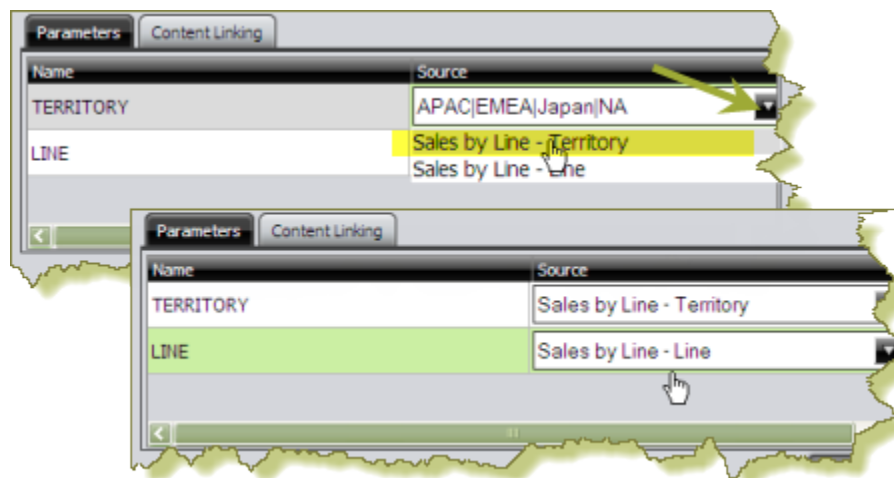 Parameters Content Linking
Name Source
TERRITORY APAC|EMEA|Japan|NA
LINE Sales by Line - Territory
Sales by Line - Line
Parameters Content Linking
Name Source
TERRITORY Sales by Line - Territory
LINE Sales by Line - Line